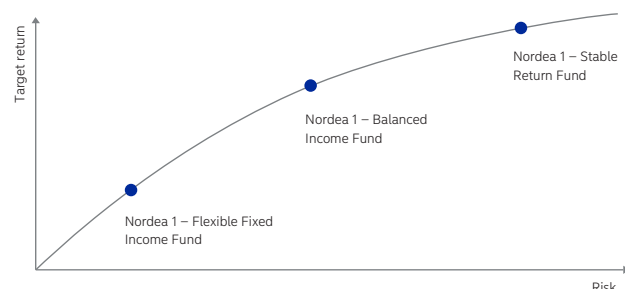 Target return
Nordea 1 – Stable
Return Fund
Nordea 1 – Balanced
Income Fund
Nordea 1 – Flexible Fixed
Income Fund
Risk